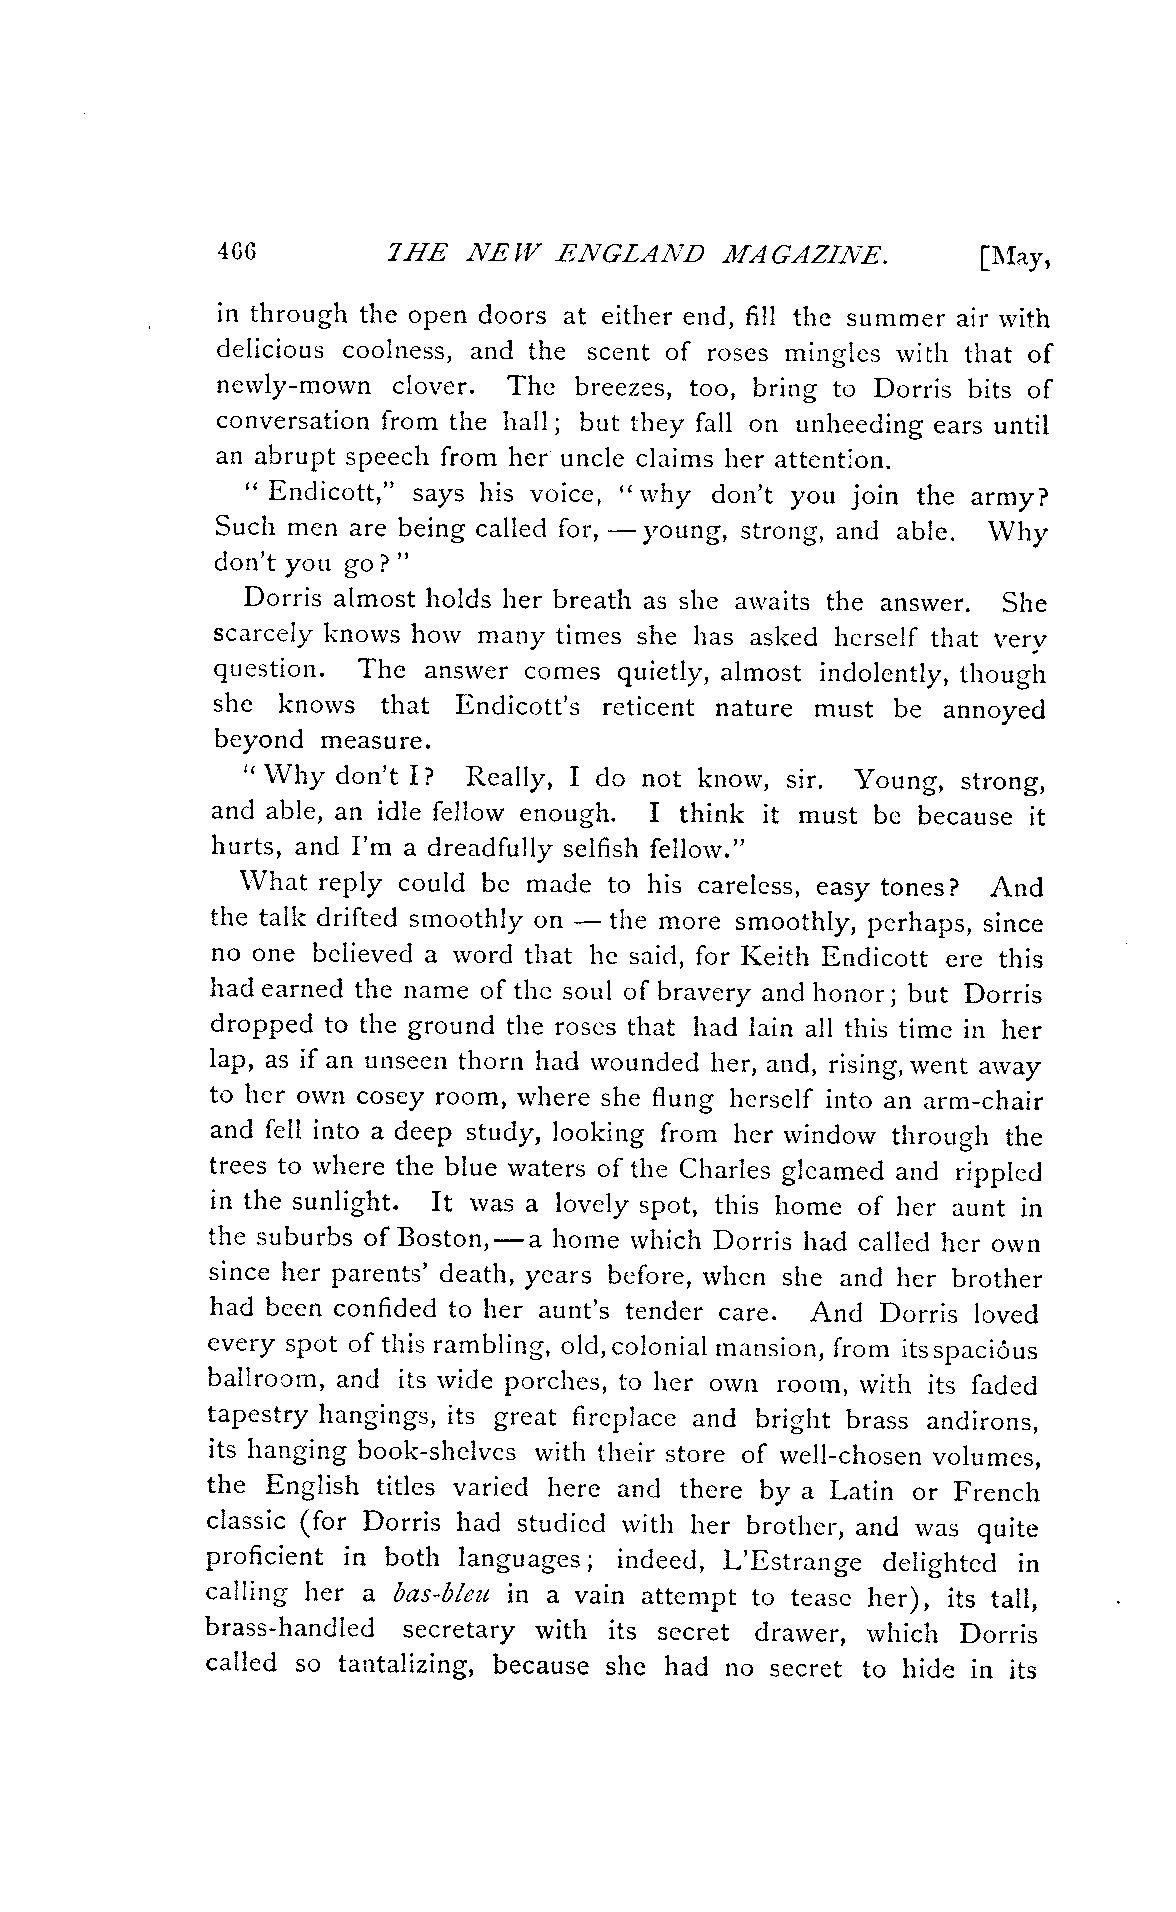 466 THE NEW ENGLAND MAGAZINE. [May,
in through the open doors at either end, fill the summer air with
delicious coolness, and the scent of roses mingles with that of
newly-mown clover. The breezes, too, bring to Dorris bits of
conversation from the hall; but they fall on unheeding ears until
an abrupt speech from her uncle claims her attention.
" Endicott," says his voice, "why don't you join the army?
Such men are being called for, — young, strong, and able. Why
don't you go?"
Dorris almost holds her breath as she awaits the answer. She
scarcely knows how many times she has asked herself that very
question. The answer comes quietly, almost indolently, though
she knows that Endicott's reticent nature must be annoyed
beyond measure.
"Why don't I? Really, I do not know, sir. Young, strong,
and able, an idle fellow enough. I think it must be because it
hurts, and I'm a dreadfully selfish fellow."
What reply could be made to his careless, easy tones? And
the talk drifted smoothly on — the more smoothly, perhaps, since
no one believed a word that he said, for Keith Endicott ere this
had earned the name of the soul of bravery and honor; but Dorris
dropped to the ground the roses that had lain all this time in her
lap, as if an unseen thorn had wounded her, and, rising, went away
to her own cosey room, where she flung herself into an arm-chair
and fell into a deep study, looking from her window through the
trees to where the blue waters of the Charles gleamed and rippled
in the sunlight. It was a lovely spot, this home of her aunt in
the suburbs of Boston,—a home which Dorris had called her own
since her parents' death, years before, when she and her brother
had been confided to her aunt's tender care. And Dorris loved
every spot of this rambling, old, colonial mansion, from its spacious
ballroom, and its wide porches, to her own room, with its faded
tapestry hangings, its great fireplace and bright brass andirons,
its hanging book-shelves with their store of well-chosen volumes,
the English titles varied here and there by a Latin or French
classic (for Dorris had studied with her brother, and was quite
proficient in both languages; indeed, L'Estrange delighted in
calling her a bas-bleu in a vain attempt to tease her), its tall,
brass-handled secretary with its secret drawer, which Dorris
called so tantalizing, because she had no secret to hide in its